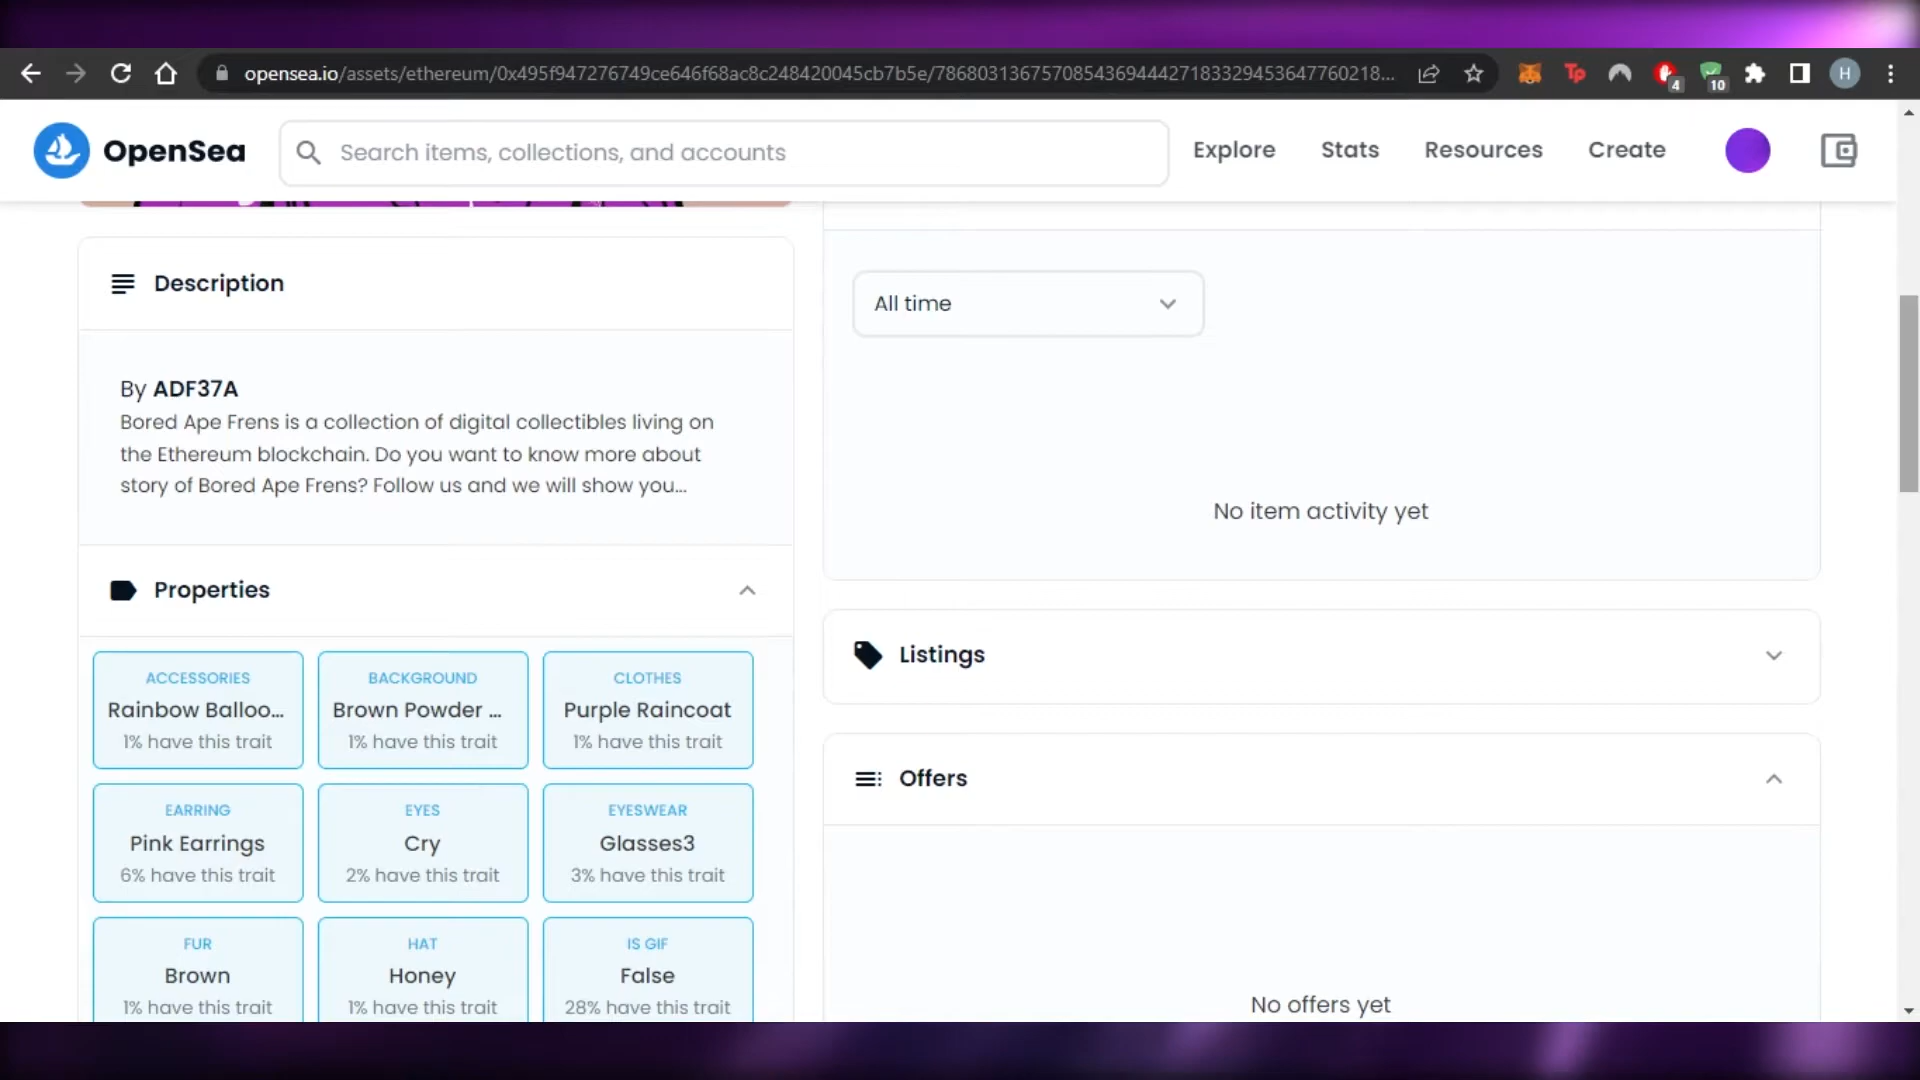 opensea.io/assets/ethereum/0x495f947276749ce646f68ac8c248420045cb7b5e/78680313675708543694442718332945364776021​8...
Tp
4
10
H
OpenSea
Search items, collections, and accounts
Explore
Stats
Resources
Create
Description
By ADF37A
Bored Ape Frens is a collection of digital collectibles living on
the Ethereum blockchain. Do you want to know more about
story of Bored Ape Frens? Follow us and we will show you...
Properties
ACCESSORIES
Rainbow Balloo...
1% have this trait
BACKGROUND
Brown Powder ...
1% have this trait
CLOTHES
Purple Raincoat
1% have this trait
EARRING
Pink Earrings
6% have this trait
EYES
Cry
2% have this trait
EYESWEAR
Glasses3
3% have this trait
FUR
Brown
1% have this trait
HAT
Honey
1% have this trait
IS GIF
False
28% have this trait
All time
No item activity yet
Listings
Offers
No offers yet